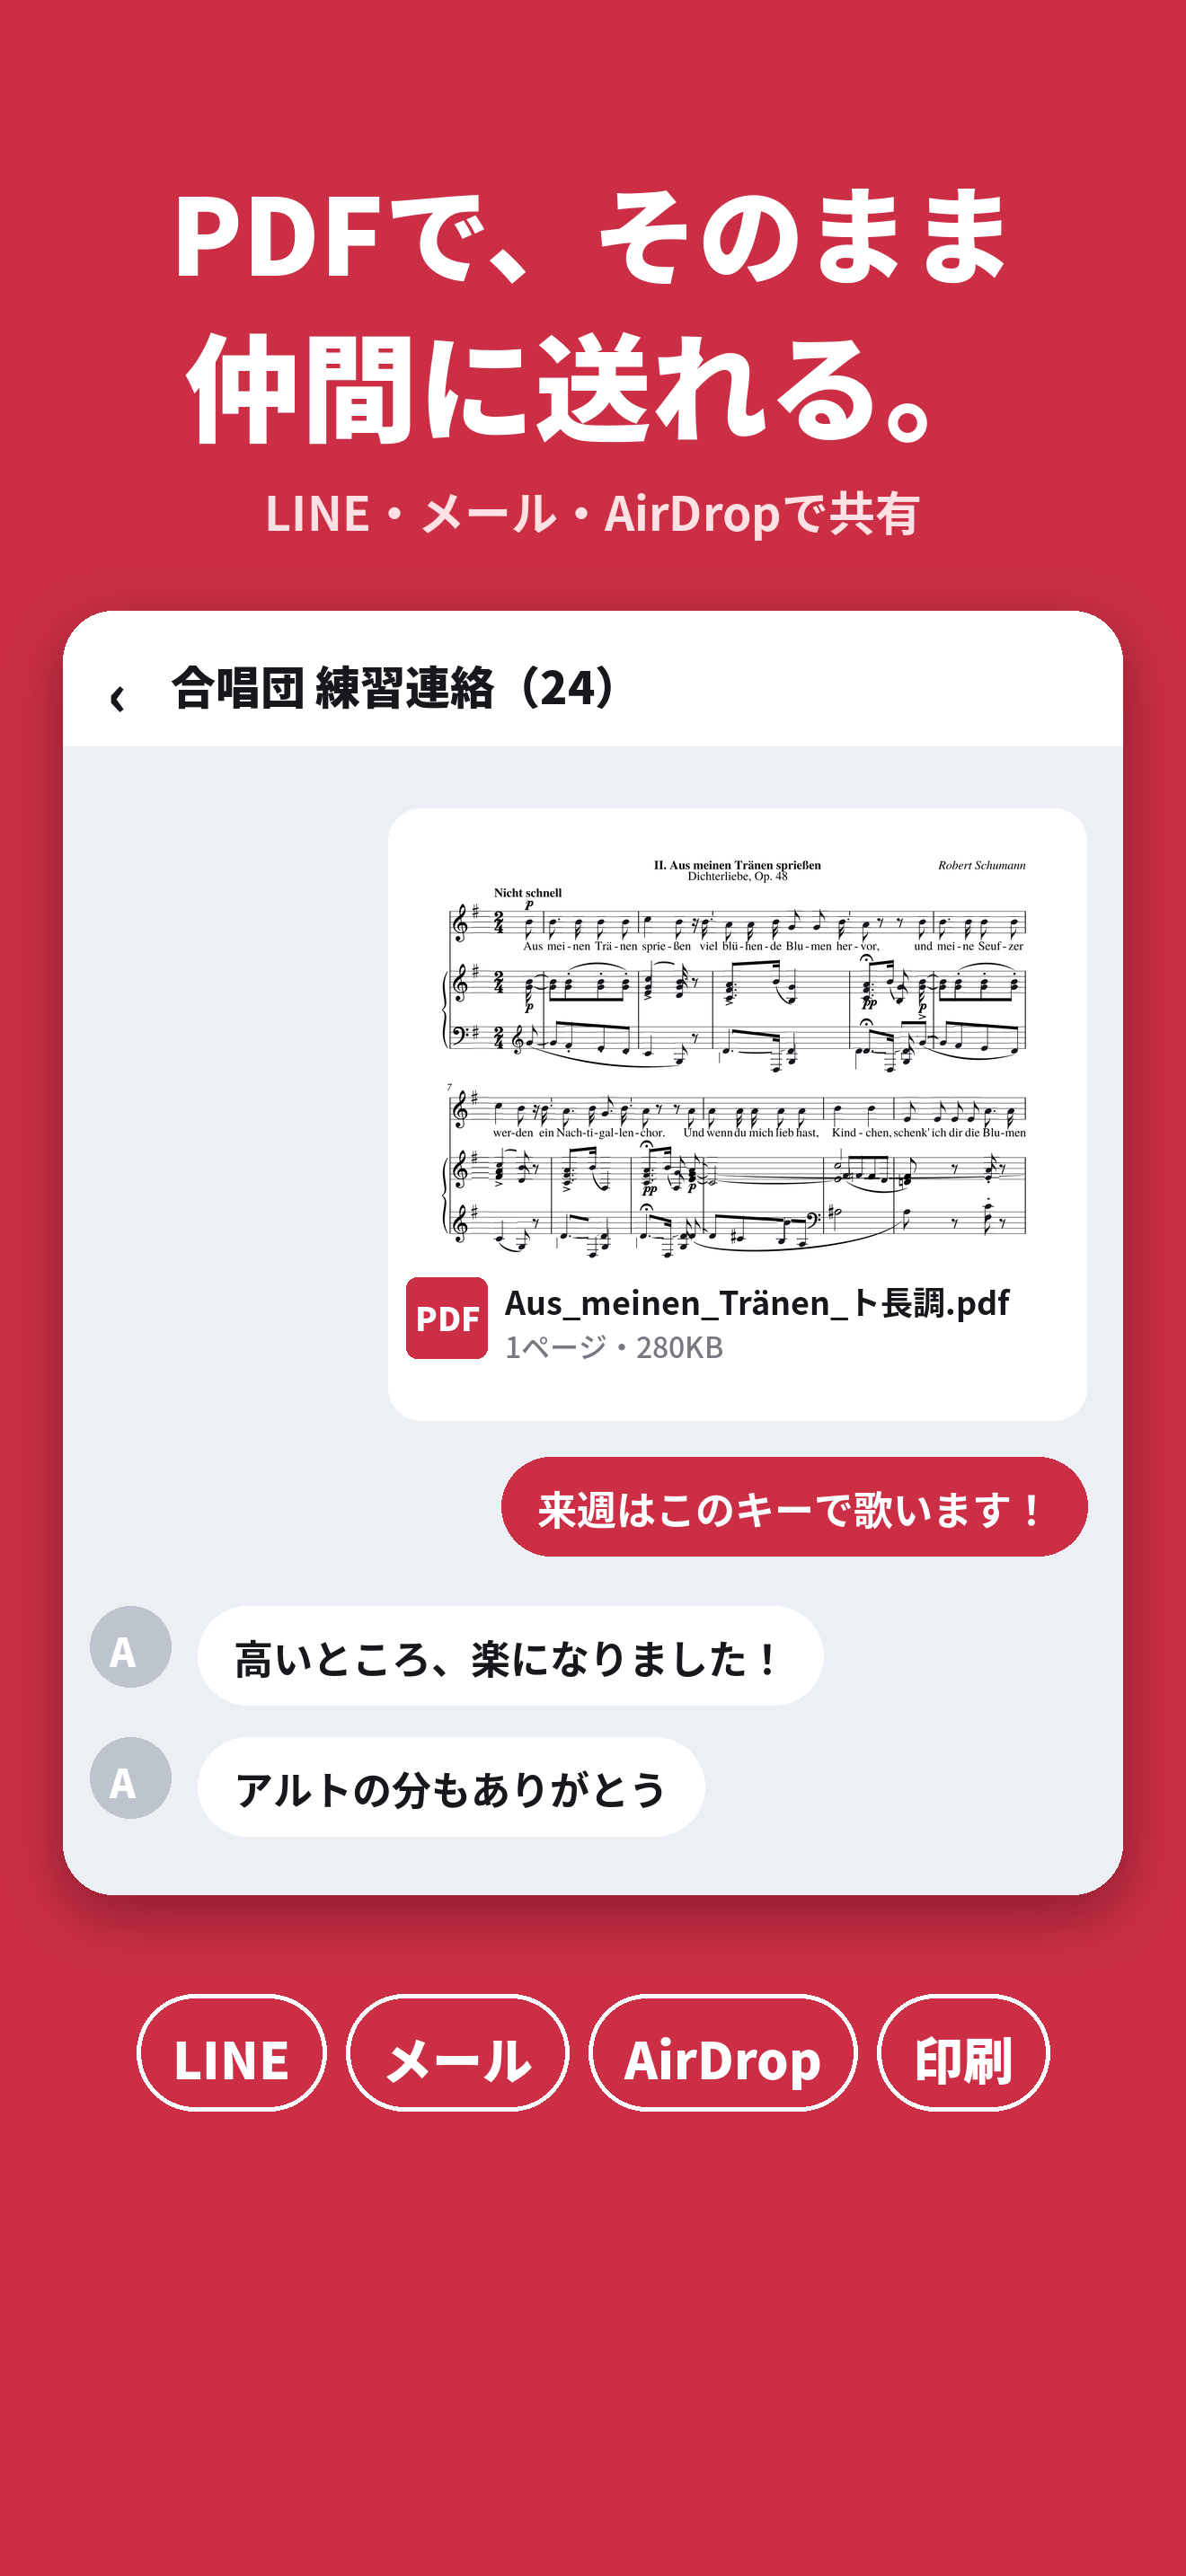 PDFで、そのまま
仲間に送れる。
LINE・メール・AirDropで共有
‹ 合唱団 練習連絡（24）
II. Aus meinen Tränen sprießen
Robert Schumann
Dichterliebe, Op. 48
Nicht schnell
p
Aus mei-nen Trä-nen sprie-ßen viel blü-hen-de Blu-men her-vor, und mei-ne Seuf-zer
p pp p
7
wer-den ein Nach-ti-gal-len-chor. Und wenn du mich lieb hast, Kind-chen, schenk' ich dir die Blu-men
pp p
PDF
Aus_meinen_Tränen_ト長調.pdf
1ページ・280KB
来週はこのキーで歌います！
A
高いところ、楽になりました！
A
アルトの分もありがとう
LINE
メール
AirDrop
印刷